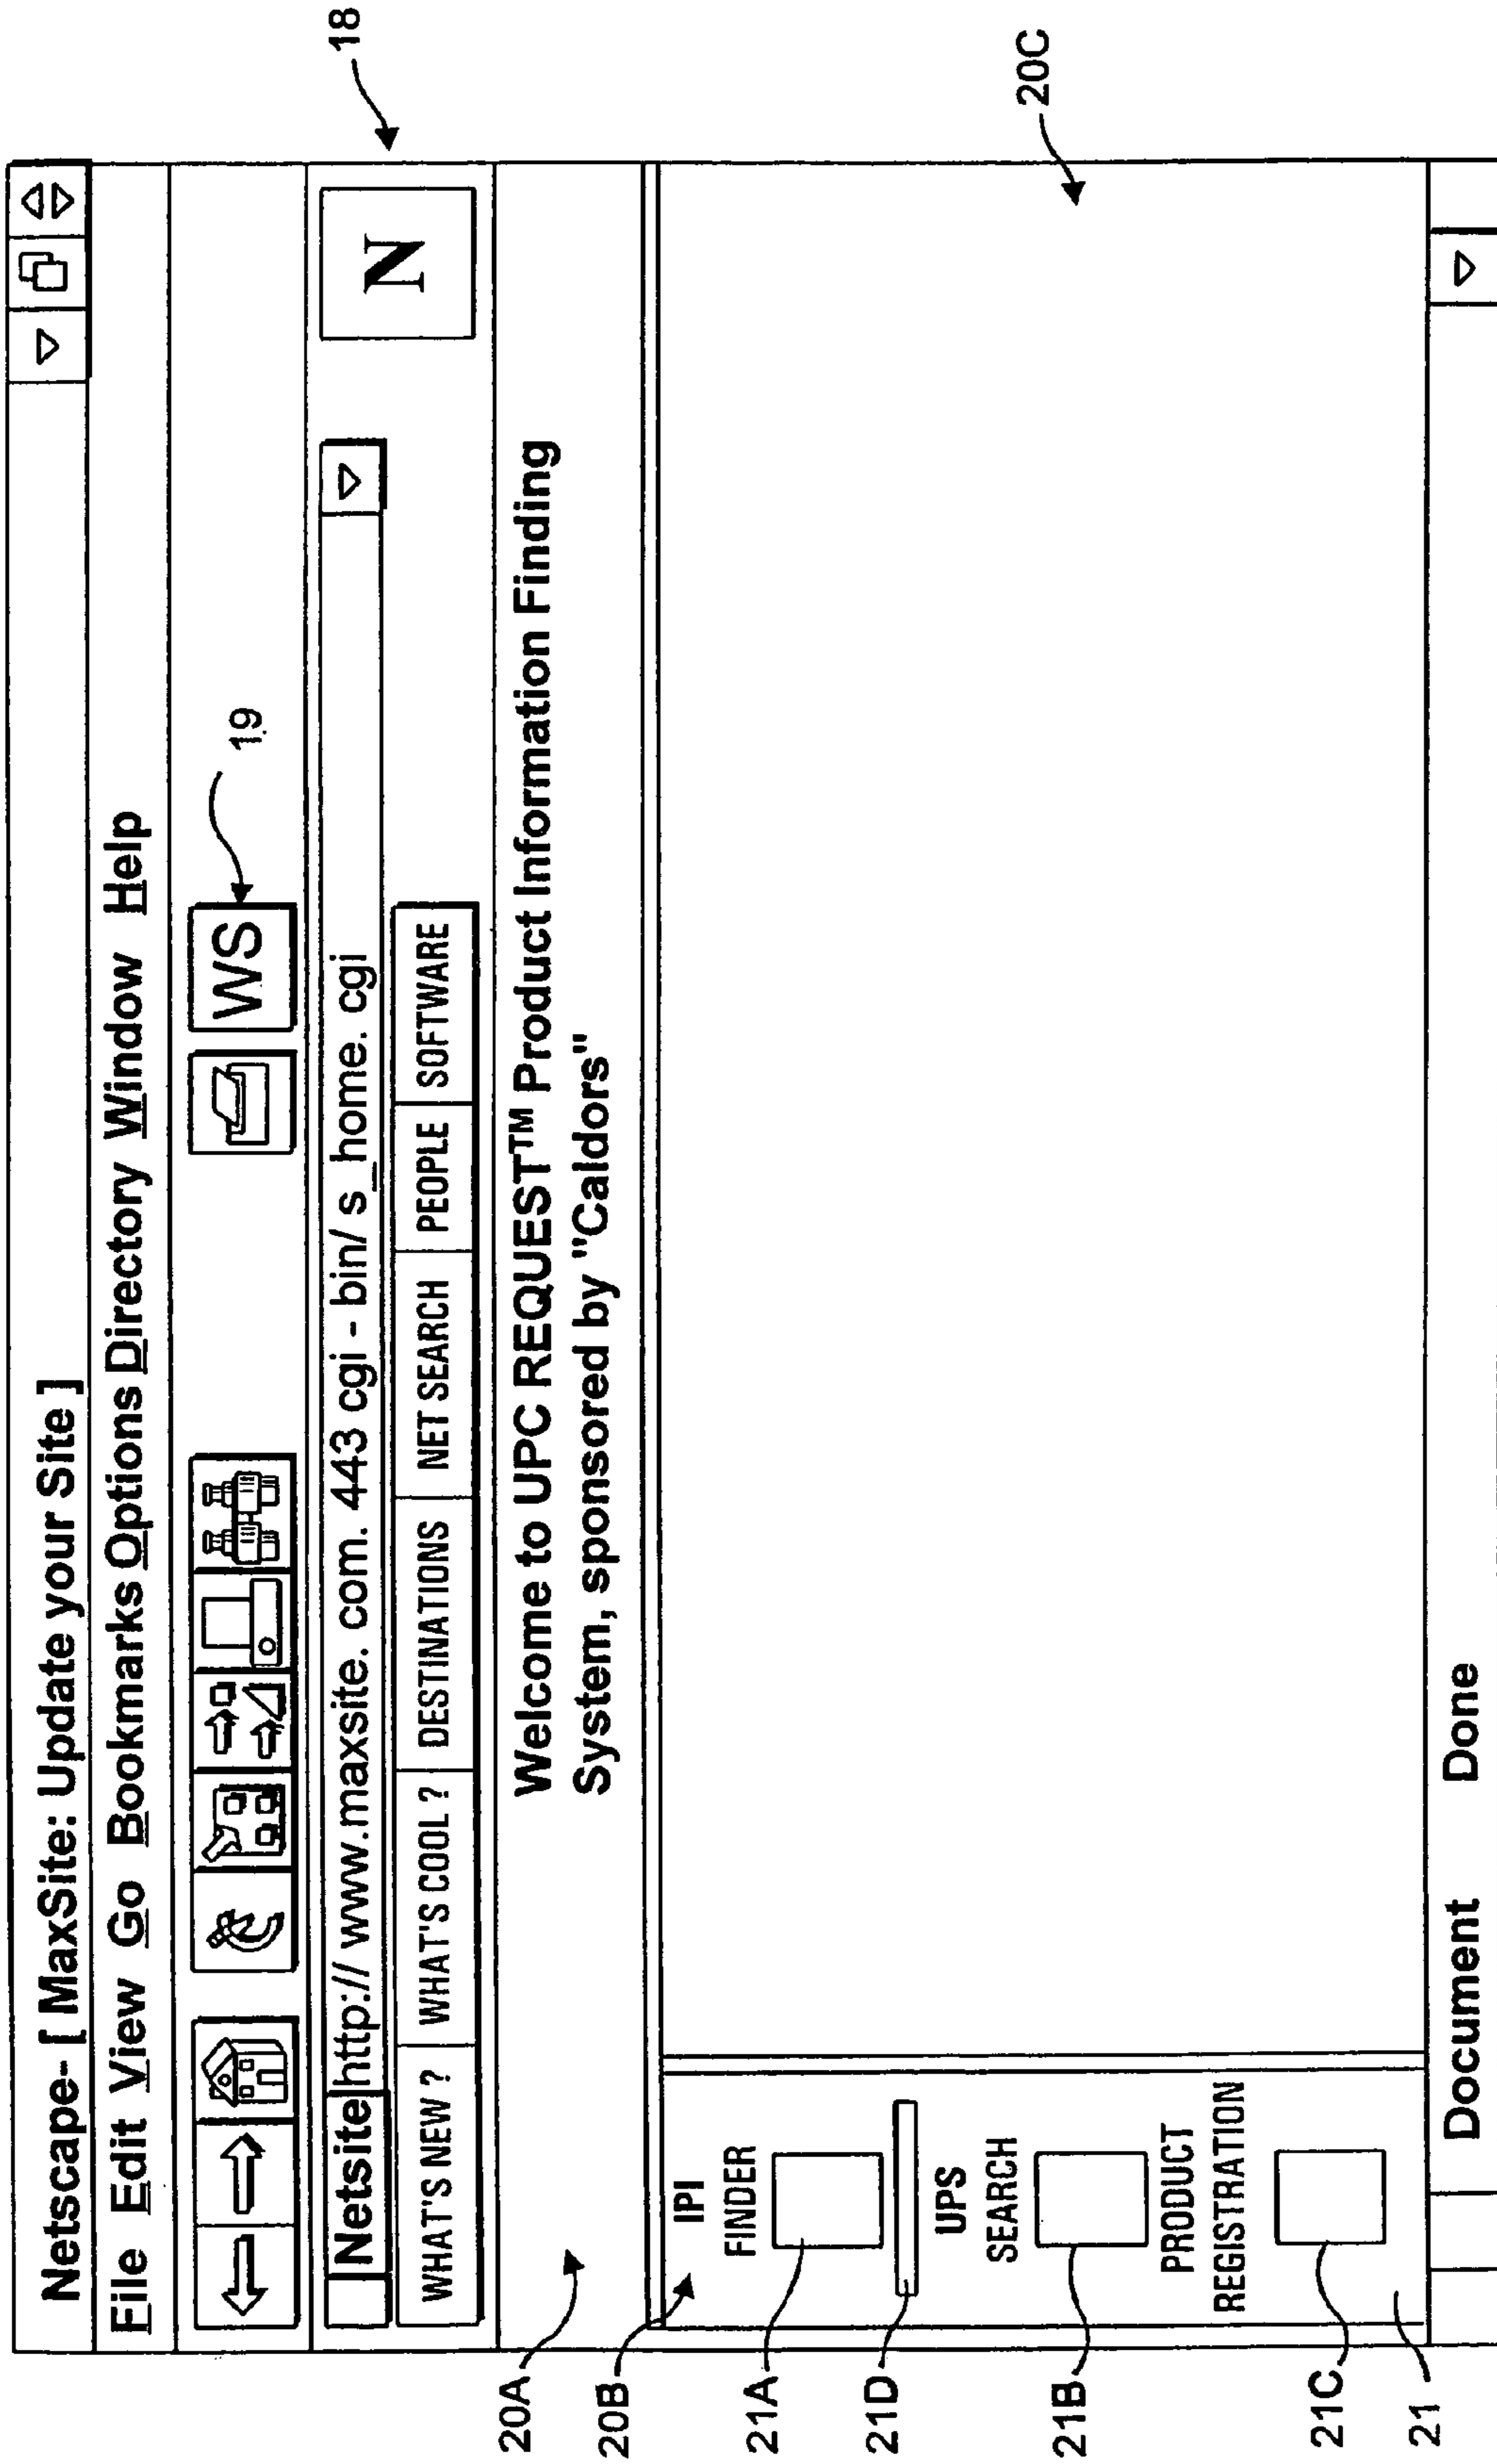 Netscape- [ MaxSite: Update your Site ]
File Edit View Go Bookmarks Options Directory Window Help
WS
19
18
Netsite http:// www.maxsite. com. 443 cgi - bin/ s_home. cgi
N
WHAT'S NEW ? WHAT'S COOL ? DESTINATIONS NET SEARCH PEOPLE SOFTWARE
20A
Welcome to UPC REQUEST™ Product Information Finding
System, sponsored by "Caldors"
20B
20C
IPI
FINDER
21A
21D
UPS
SEARCH
21B
PRODUCT
REGISTRATION
21C
21
Document Done